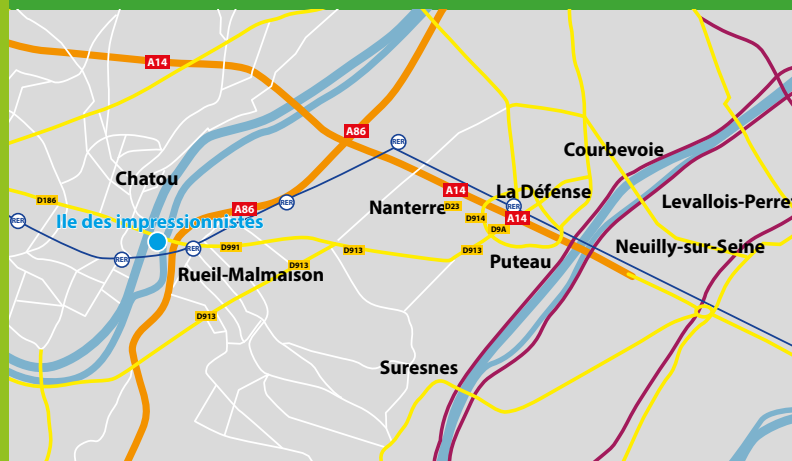 A14
A86
RER
Courbevoie
Chatou
A14
La Défense
D186
A86
RER
Nanterre
D23
RER
Levallois-Perret
RER
Ile des impressionnistes
D914
A14
D9A
RER
D991
D913
D913
Neuilly-sur-Seine
RER
D913
Puteau
Rueil-Malmaison
D913
Suresnes